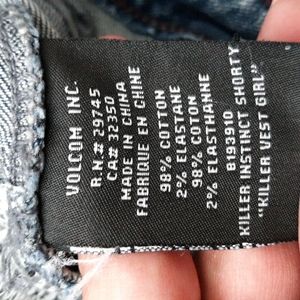 VOLCOM INC.
R.N.# 29745
CA# 32350
MADE IN CHINA
FABRIQUE EN CHINE
98% COTTON
2% ELASTANE
98% COTTON
2% ELASTHANNE
B193910
KILLER INSTINCT SHORTY
"KILLER VEST GIRL"